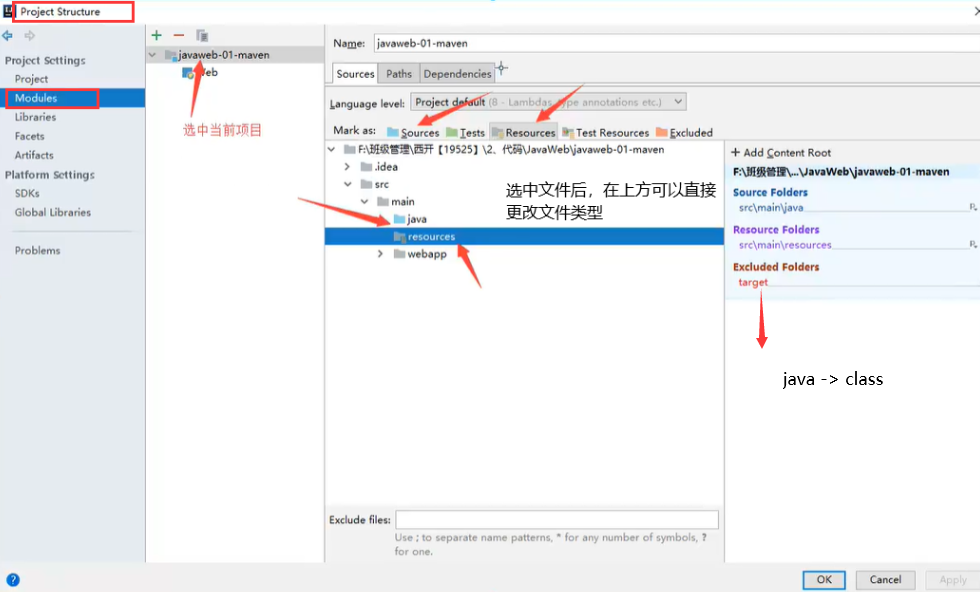 Project Structure
Project Settings
Project
Modules
Libraries
Facets
Artifacts
Platform Settings
SDKs
Global Libraries
Problems
javaweb-01-maven
Web
选中当前项目
Name: javaweb-01-maven
Sources Paths Dependencies
Language level: Project default (8 - Lambdas, type annotations etc.)
Mark as: Sources Tests Resources Test Resources Excluded
F:\班级管理\西开【19525】\2、代码\JavaWeb\javaweb-01-maven
.idea
src
main
java
resources
webapp
选中文件后，在上方可以直接
更改文件类型
Exclude files:
Use ; to separate name patterns, * for any number of symbols, ?
for one.
+ Add Content Root
F:\班级管理\...\JavaWeb\javaweb-01-maven
Source Folders
src\main\java
Resource Folders
src\main\resources
Excluded Folders
target
java -> class
? OK Cancel Apply